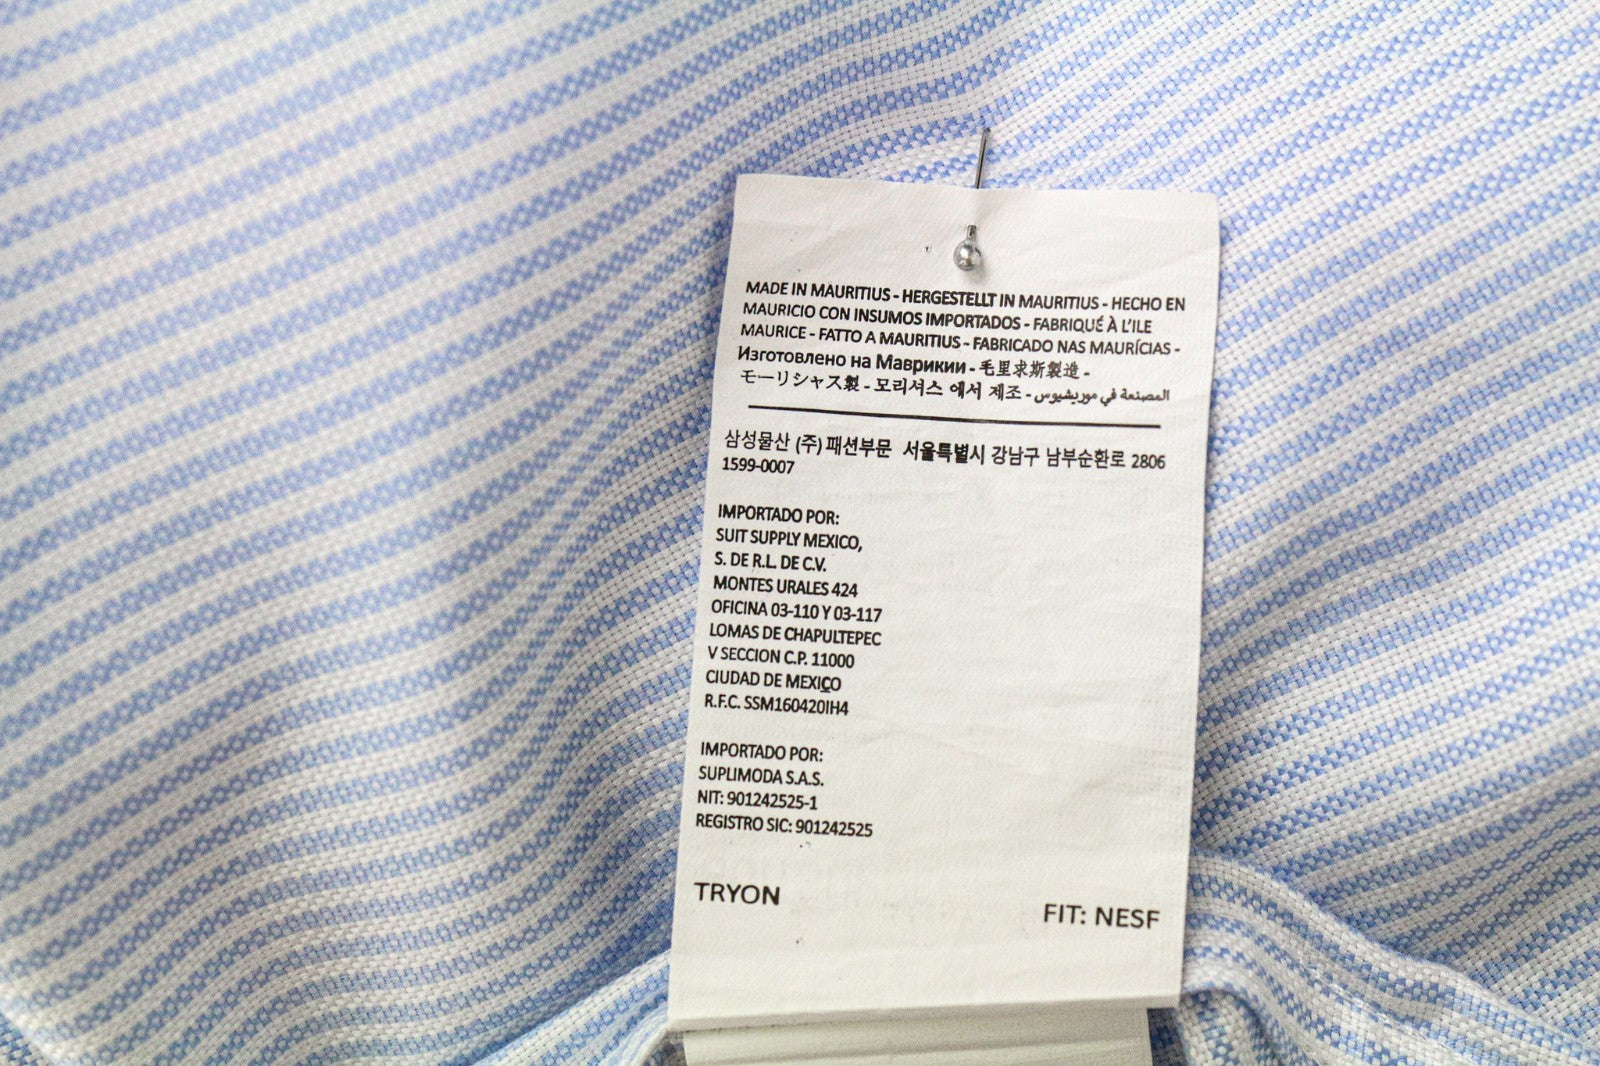 MADE IN MAURITIUS - HERGESTELLT IN MAURITIUS - HECHO EN
MAURICIO CON INSUMOS IMPORTADOS - FABRIQUÉ À L'ILE
MAURICE - FATTO A MAURITIUS - FABRICADO NAS MAURÍCIAS -
Изготовлено на Маврикии - 毛里求斯製造 -
モーリシャス製 - 모리셔스 에서 제조 - المصنعة في موريشيوس
삼성물산 (주) 패션부문 서울특별시 강남구 남부순환로 2806
1599-0007
IMPORTADO POR:
SUIT SUPPLY MEXICO,
S. DE R.L. DE C.V.
MONTES URALES 424
OFICINA 03-110 Y 03-117
LOMAS DE CHAPULTEPEC
V SECCION C.P. 11000
CIUDAD DE MEXICO
R.F.C. SSM160420IH4
IMPORTADO POR:
SUPLIMODA S.A.S.
NIT: 901242525-1
REGISTRO SIC: 901242525
TRYON FIT: NESF